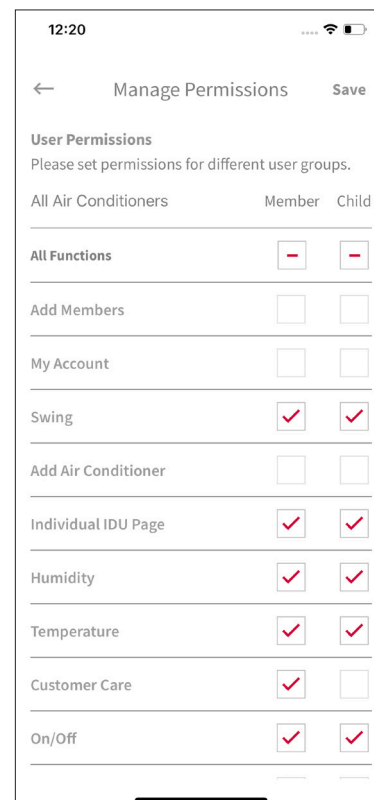 12:20
Manage Permissions Save
User Permissions
Please set permissions for different user groups.
All Air Conditioners Member Child
All Functions
Add Members
My Account
Swing
Add Air Conditioner
Individual IDU Page
Humidity
Temperature
Customer Care
On/Off